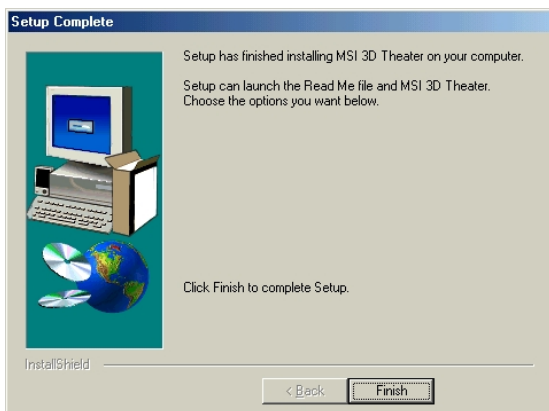 Setup Complete
Setup has finished installing MSI 3D Theater on your computer.
Setup can launch the Read Me file and MSI 3D Theater.
Choose the options you want below.
Click Finish to complete Setup.
InstallShield
< Back
Finish